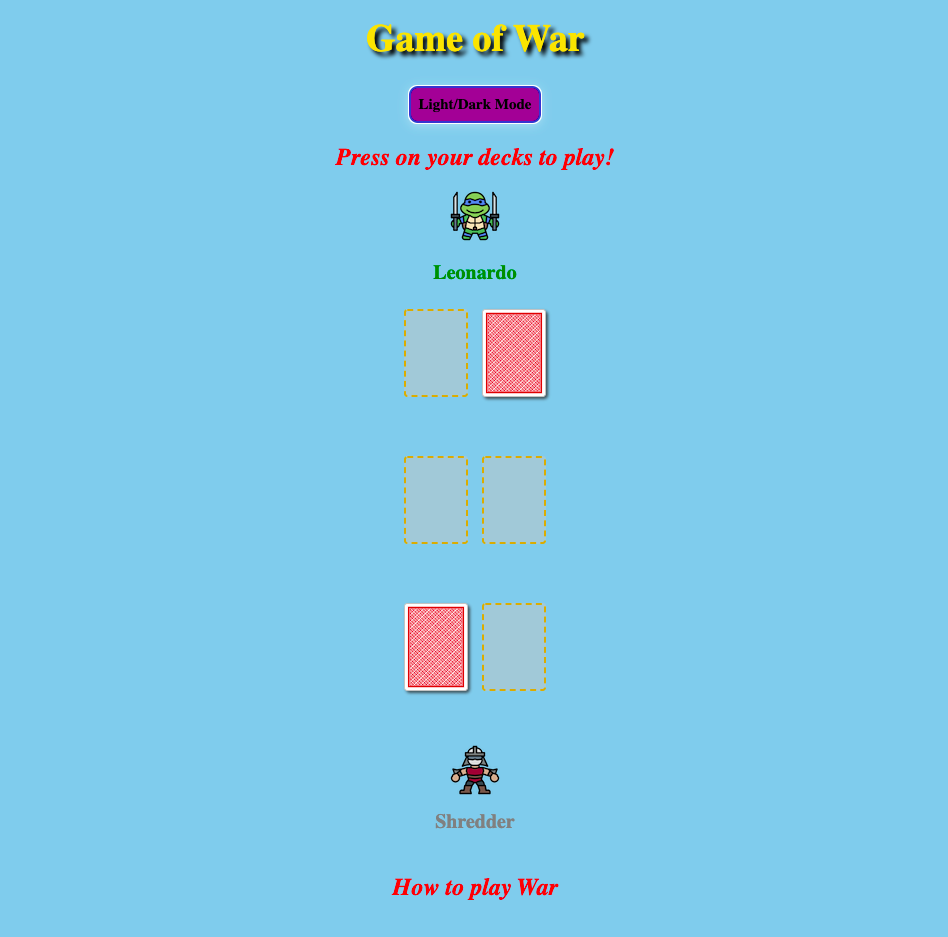 Game of War
Light/Dark Mode
Press on your decks to play!
Leonardo
Shredder
How to play War